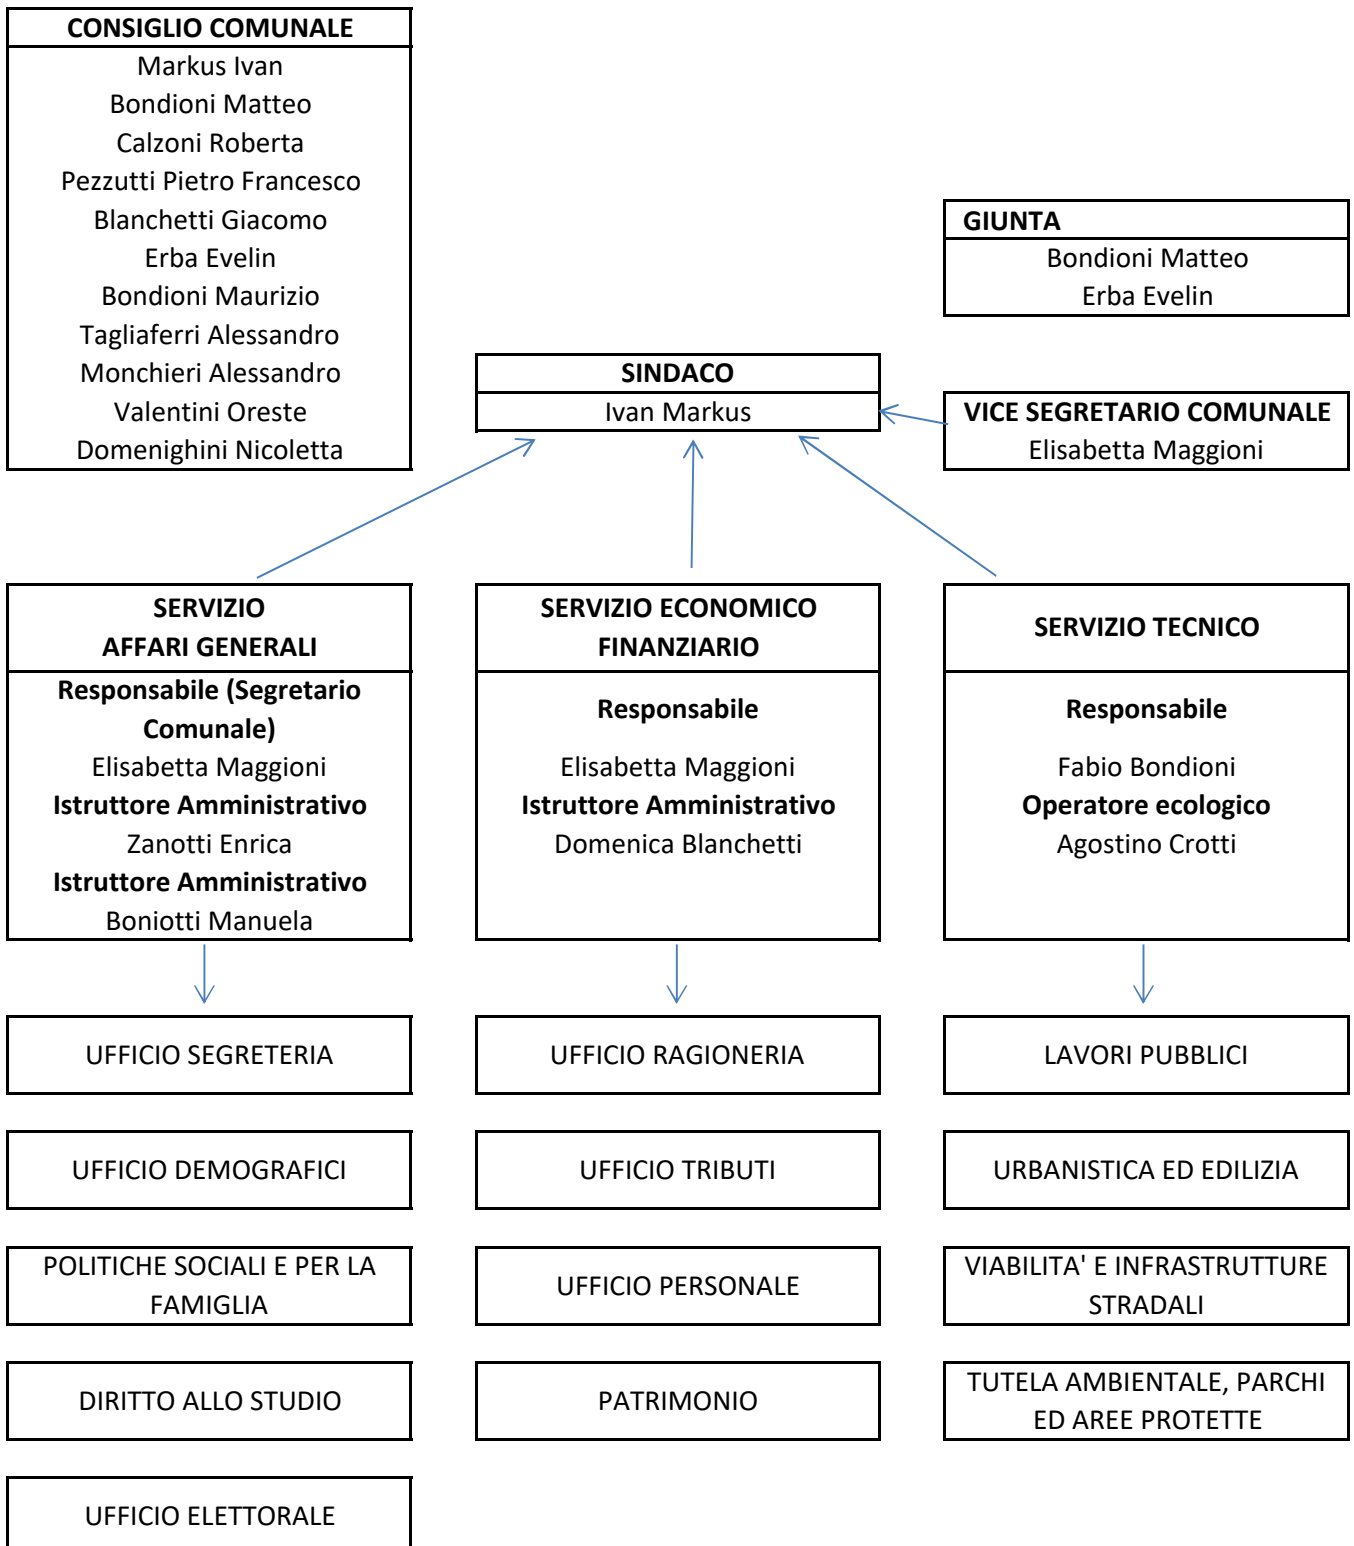 CONSIGLIO COMUNALE
Markus Ivan
Bondioni Matteo
Calzoni Roberta
Pezzutti Pietro Francesco
Blanchetti Giacomo
Erba Evelin
Bondioni Maurizio
Tagliaferri Alessandro
Monchieri Alessandro
Valentini Oreste
Domenighini Nicoletta
GIUNTA
Bondioni Matteo
Erba Evelin
SINDACO
Ivan Markus
VICE SEGRETARIO COMUNALE
Elisabetta Maggioni
SERVIZIO
AFFARI GENERALI
Responsabile (Segretario
Comunale)
Elisabetta Maggioni
Istruttore Amministrativo
Zanotti Enrica
Istruttore Amministrativo
Boniotti Manuela
SERVIZIO ECONOMICO
FINANZIARIO
Responsabile
Elisabetta Maggioni
Istruttore Amministrativo
Domenica Blanchetti
SERVIZIO TECNICO
Responsabile
Fabio Bondioni
Operatore ecologico
Agostino Crotti
UFFICIO SEGRETERIA
UFFICIO DEMOGRAFICI
POLITICHE SOCIALI E PER LA
FAMIGLIA
DIRITTO ALLO STUDIO
UFFICIO ELETTORALE
UFFICIO RAGIONERIA
UFFICIO TRIBUTI
UFFICIO PERSONALE
PATRIMONIO
LAVORI PUBBLICI
URBANISTICA ED EDILIZIA
VIABILITA' E INFRASTRUTTURE
STRADALI
TUTELA AMBIENTALE, PARCHI
ED AREE PROTETTE